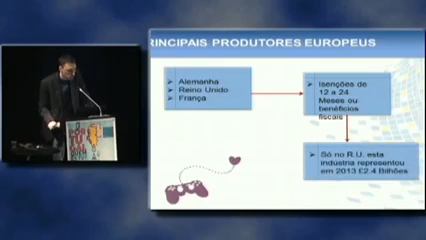 RINCIPAIS PRODUTORES EUROPEUS
Alemanha
Reino Unido
França
Isenções de
12 a 24
Meses ou
benefícios
fiscais
Só no R.U. esta
indústria representou
em 2013 £2.4 Bilhões